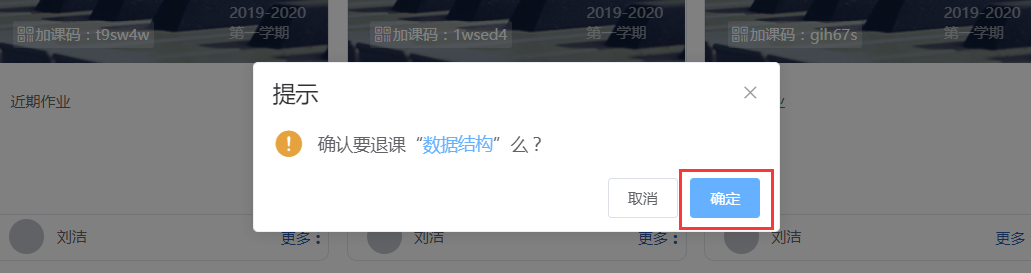 2019-2020
第一学期
加课码：t9sw4w
2019-2020
第一学期
加课码：1wsed4
2019-2020
第一学期
加课码：gih67s
近期作业
业
提示
确认要退课“数据结构”么？
取消
确定
刘洁
更多：
刘洁
更多：
刘洁
更多：